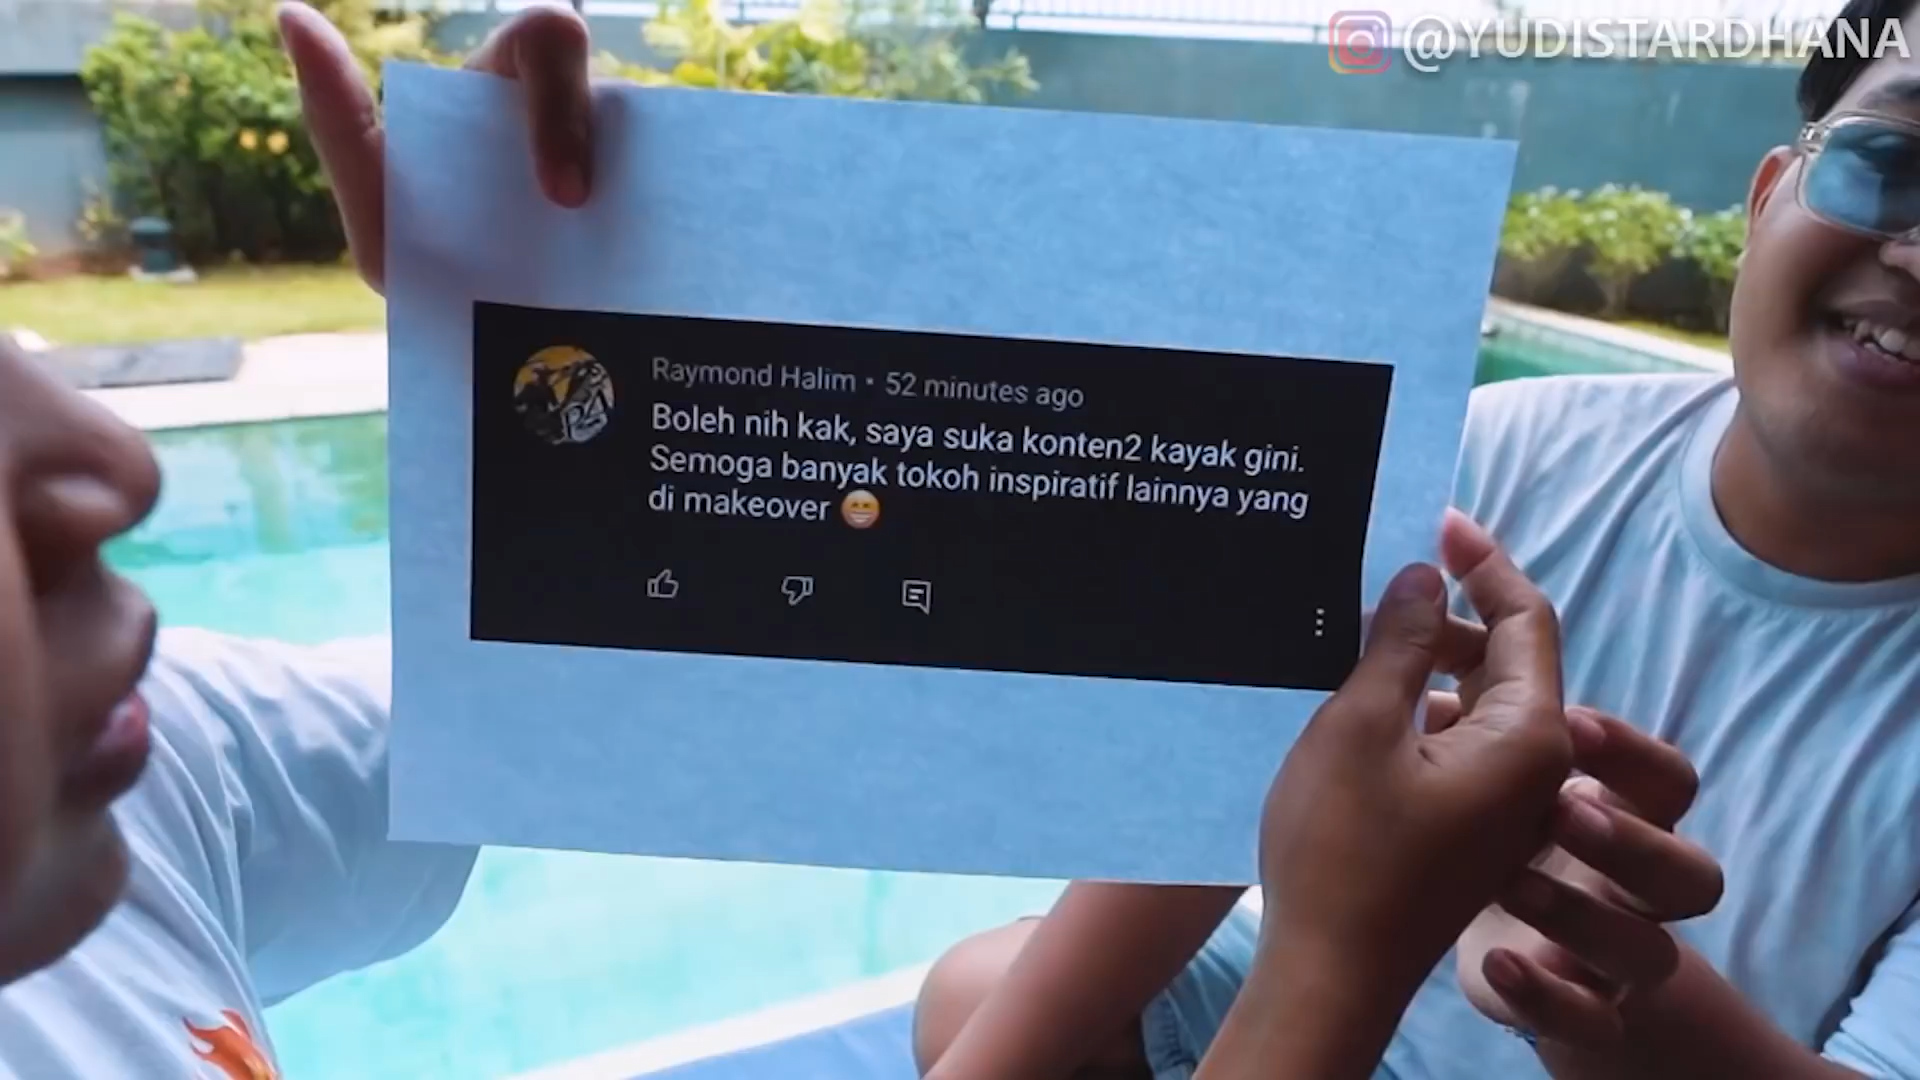 @YUDISTARDHANA
Raymond Halim • 52 minutes ago
Boleh nih kak, saya suka konten2 kayak gini.
Semoga banyak tokoh inspiratif lainnya yang
di makeover 😁